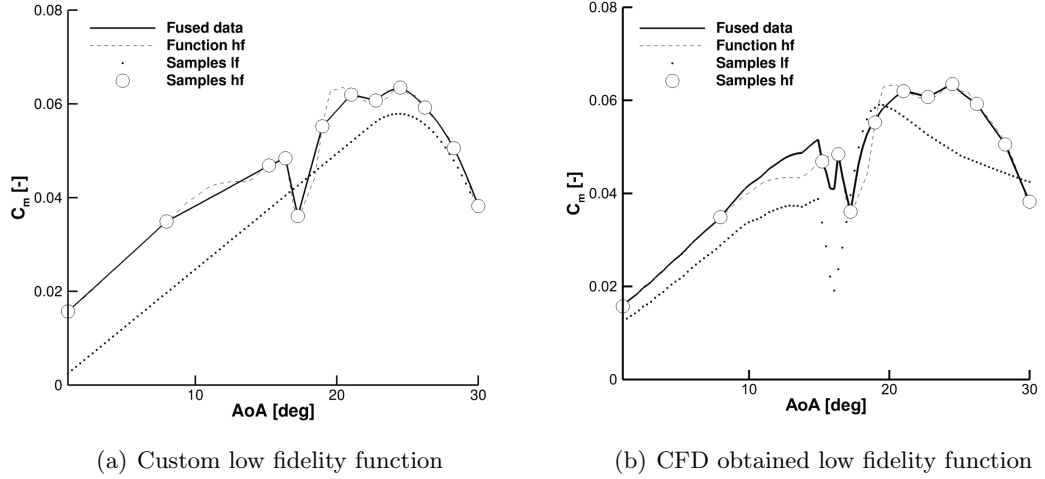 0.08
Fused data
Function hf
Samples lf
Samples hf
0.06
0.04
0.02
0
C_m [-]
10
20
30
AoA [deg]
(a) Custom low fidelity function
0.08
Fused data
Function hf
Samples lf
Samples hf
0.06
0.04
0.02
0
C_m [-]
10
20
30
AoA [deg]
(b) CFD obtained low fidelity function